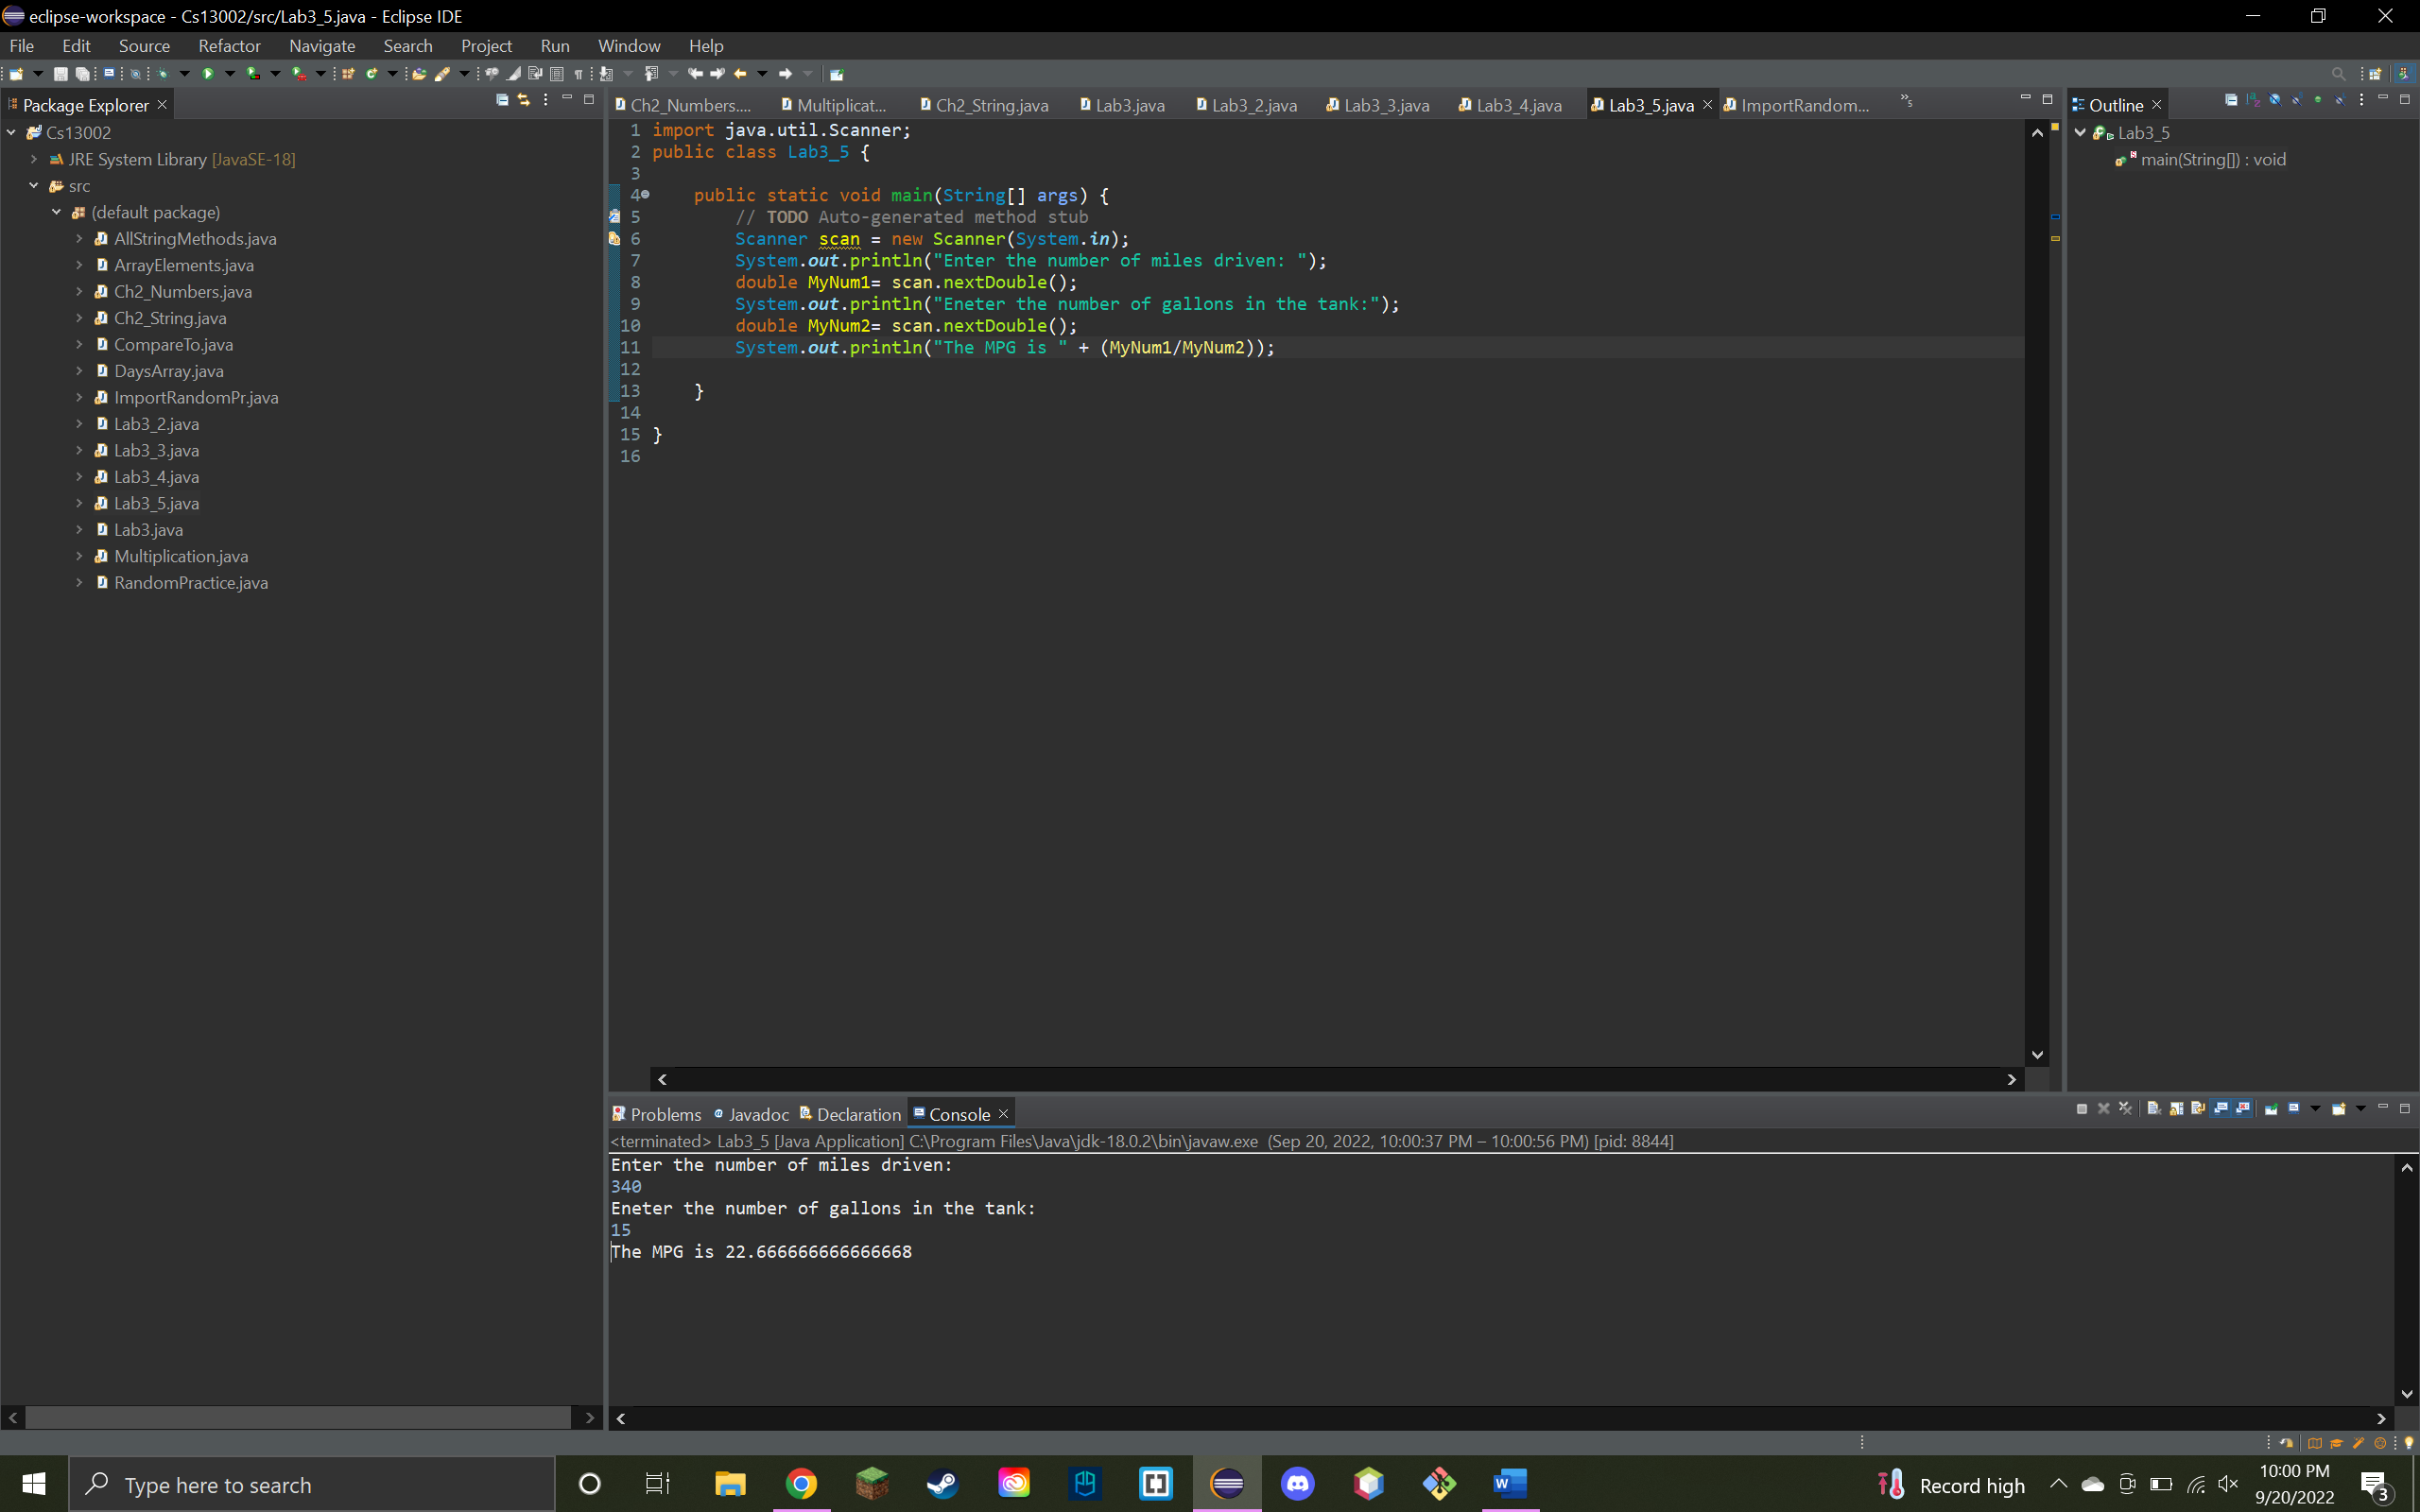 eclipse-workspace - Cs13002/src/Lab3_5.java - Eclipse IDE
File Edit Source Refactor Navigate Search Project Run Window Help
Package Explorer
Cs13002
JRE System Library [JavaSE-18]
src
(default package)
AllStringMethods.java
ArrayElements.java
Ch2_Numbers.java
Ch2_String.java
CompareTo.java
DaysArray.java
ImportRandomPr.java
Lab3_2.java
Lab3_3.java
Lab3_4.java
Lab3_5.java
Lab3.java
Multiplication.java
RandomPractice.java
Ch2_Numbers.... Multiplicat... Ch2_String.java Lab3.java Lab3_2.java Lab3_3.java Lab3_4.java Lab3_5.java ImportRandom... »5
1 import java.util.Scanner;
2 public class Lab3_5 {
3
4 public static void main(String[] args) {
5 // TODO Auto-generated method stub
6 Scanner scan = new Scanner(System.in);
7 System.out.println("Enter the number of miles driven: ");
8 double MyNum1= scan.nextDouble();
9 System.out.println("Eneter the number of gallons in the tank:");
10 double MyNum2= scan.nextDouble();
11 System.out.println("The MPG is " + (MyNum1/MyNum2));
12
13 }
14
15 }
16
Outline
Lab3_5
main(String[]) : void
Problems Javadoc Declaration Console
<terminated> Lab3_5 [Java Application] C:\Program Files\Java\jdk-18.0.2\bin\javaw.exe (Sep 20, 2022, 10:00:37 PM – 10:00:56 PM) [pid: 8844]
Enter the number of miles driven:
340
Eneter the number of gallons in the tank:
15
The MPG is 22.666666666666668
Type here to search
Record high
10:00 PM
9/20/2022
3